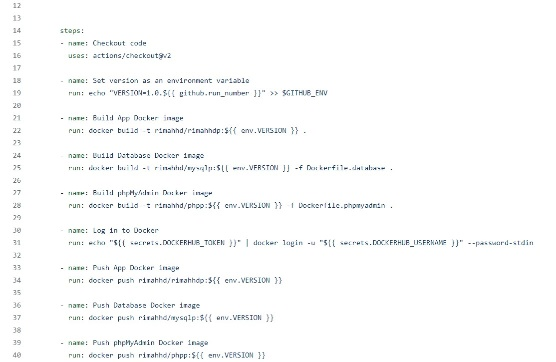 12
13
14 steps:
15 - name: Checkout code
16 uses: actions/checkout@v2
17
18 - name: Set version as an environment variable
19 run: echo "VERSION=1.0.${{ github.run_number }}" >> $GITHUB_ENV
20
21 - name: Build App Docker image
22 run: docker build -t rimahhd/rimahhdp:${{ env.VERSION }} .
23
24 - name: Build Database Docker image
25 run: docker build -t rimahhd/mysqlp:${{ env.VERSION }} -f Dockerfile.database .
26
27 - name: Build phpMyAdmin Docker image
28 run: docker build -t rimahhd/phpp:${{ env.VERSION }} -f Dockerfile.phpmyadmin .
29
30 - name: Log in to Docker
31 run: echo "${{ secrets.DOCKERHUB_TOKEN }}" | docker login -u "${{ secrets.DOCKERHUB_USERNAME }}" --password-stdin
32
33 - name: Push App Docker image
34 run: docker push rimahhd/rimahhdp:${{ env.VERSION }}
35
36 - name: Push Database Docker image
37 run: docker push rimahhd/mysqlp:${{ env.VERSION }}
38
39 - name: Push phpMyAdmin Docker image
40 run: docker push rimahhd/phpp:${{ env.VERSION }}